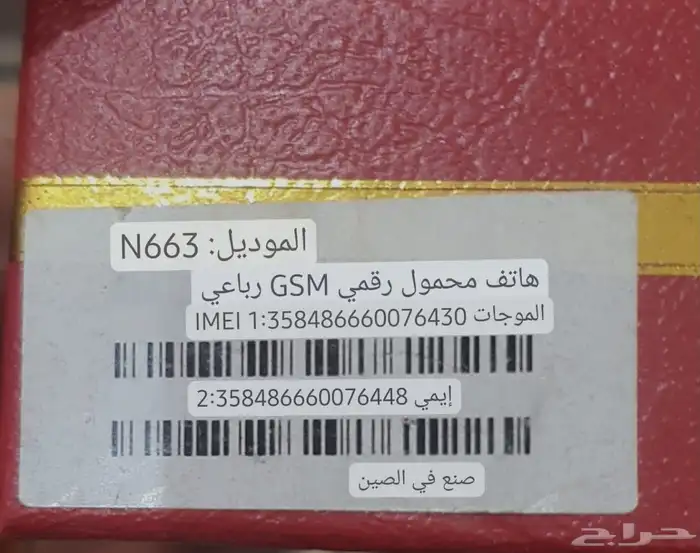 الموديل: N663
هاتف محمول رقمي GSM رباعي
الموجات IMEI 1:358486660076430
إيمي 2:358486660076448
صنع في الصين
حراج